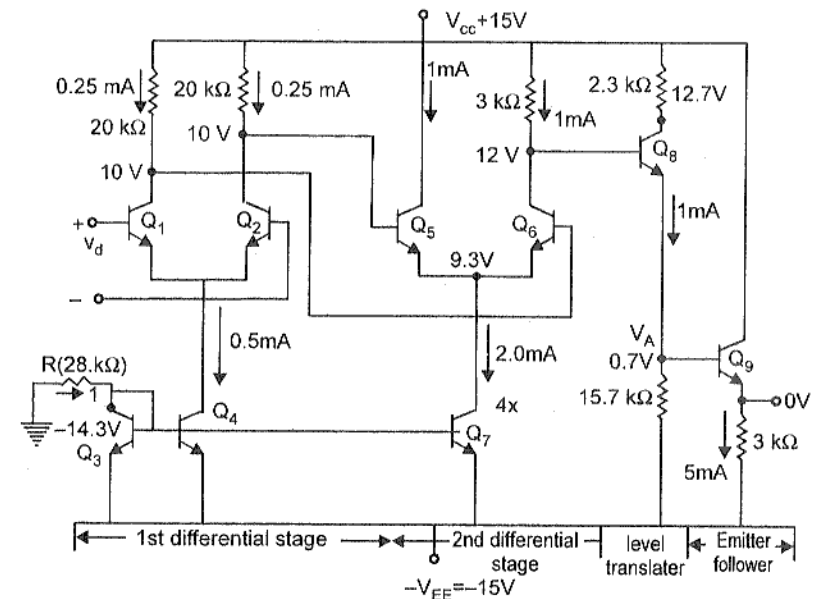 Vcc+15V
0.25 mA
20 kΩ
20 kΩ
0.25 mA
1mA
3 kΩ
1mA
2.3 kΩ
12.7V
10 V
10 V
12 V
Q8
+
vd
Q1
Q2
Q5
Q6
1mA
9.3V
–
0.5mA
2.0mA
VA
0.7V
Q9
R(28.kΩ)
1
15.7 kΩ
0V
–14.3V
Q3
Q4
4x
Q7
3 kΩ
5mA
1st differential stage
2nd differential
stage
level
translater
Emitter
follower
–VEE=–15V